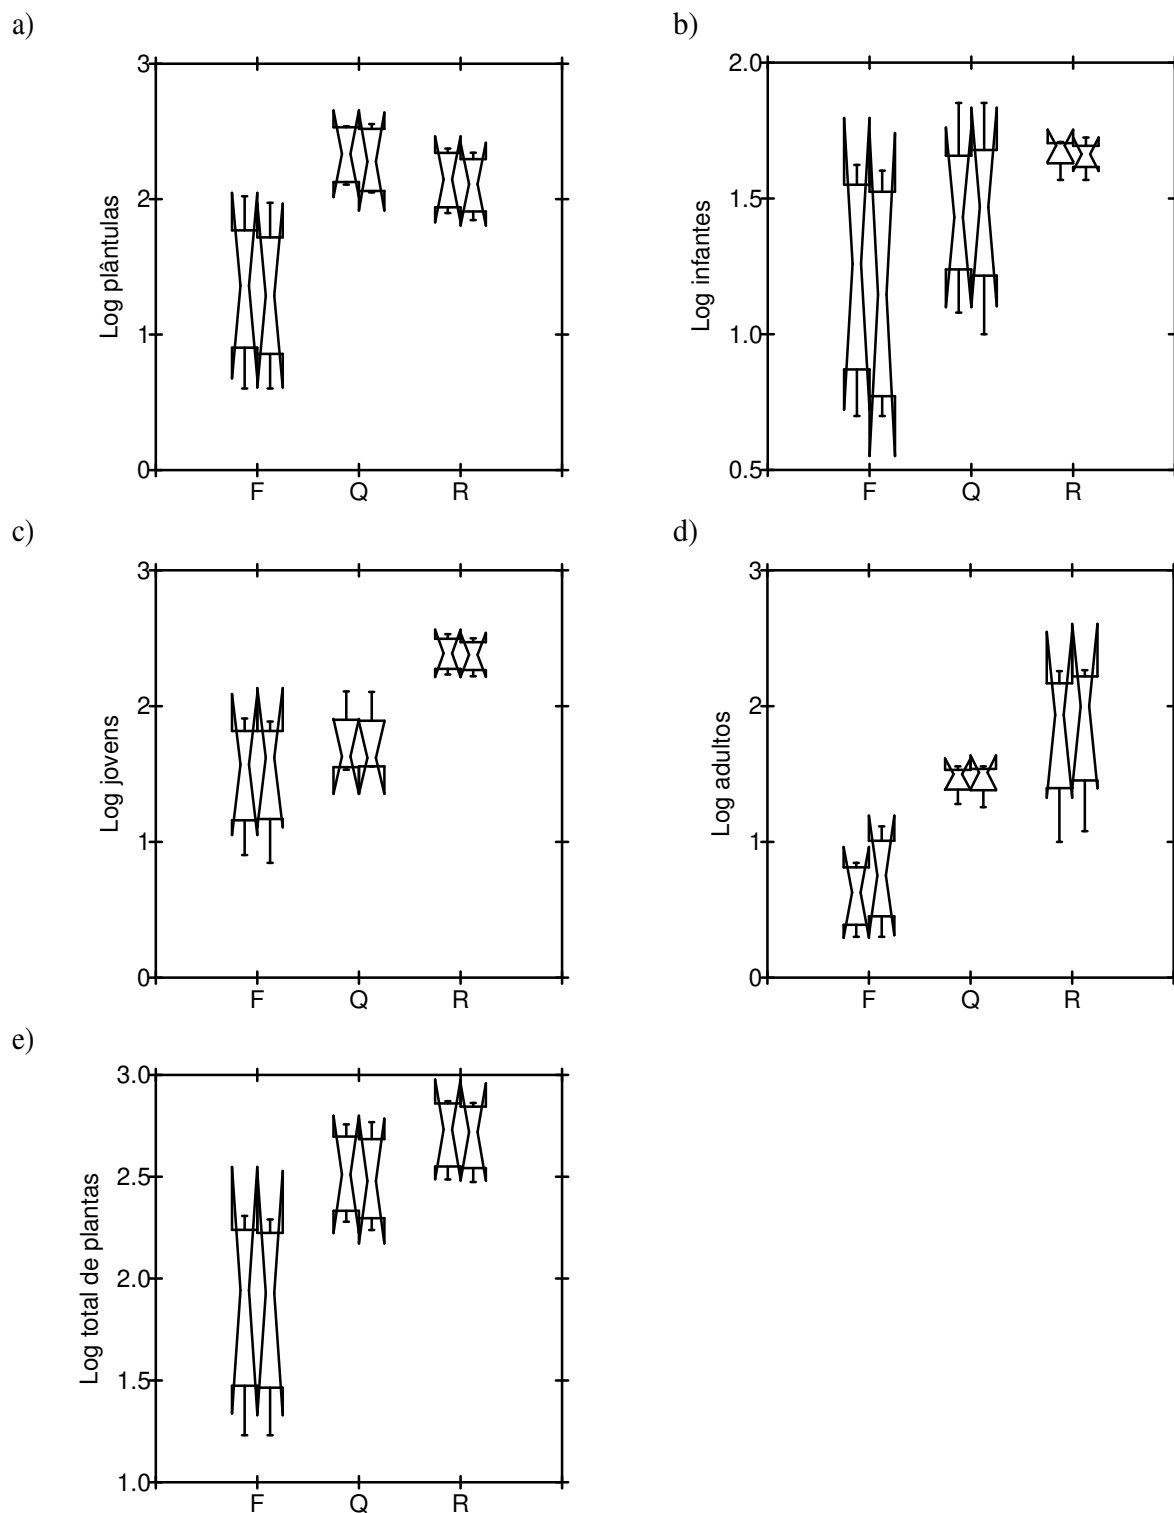 a)
Log plântulas
3
2
1
0
F Q R
b)
Log infantes
2.0
1.5
1.0
0.5
F Q R
c)
Log jovens
3
2
1
0
F Q R
d)
Log adultos
3
2
1
0
F Q R
e)
Log total de plantas
3.0
2.5
2.0
1.5
1.0
F Q R